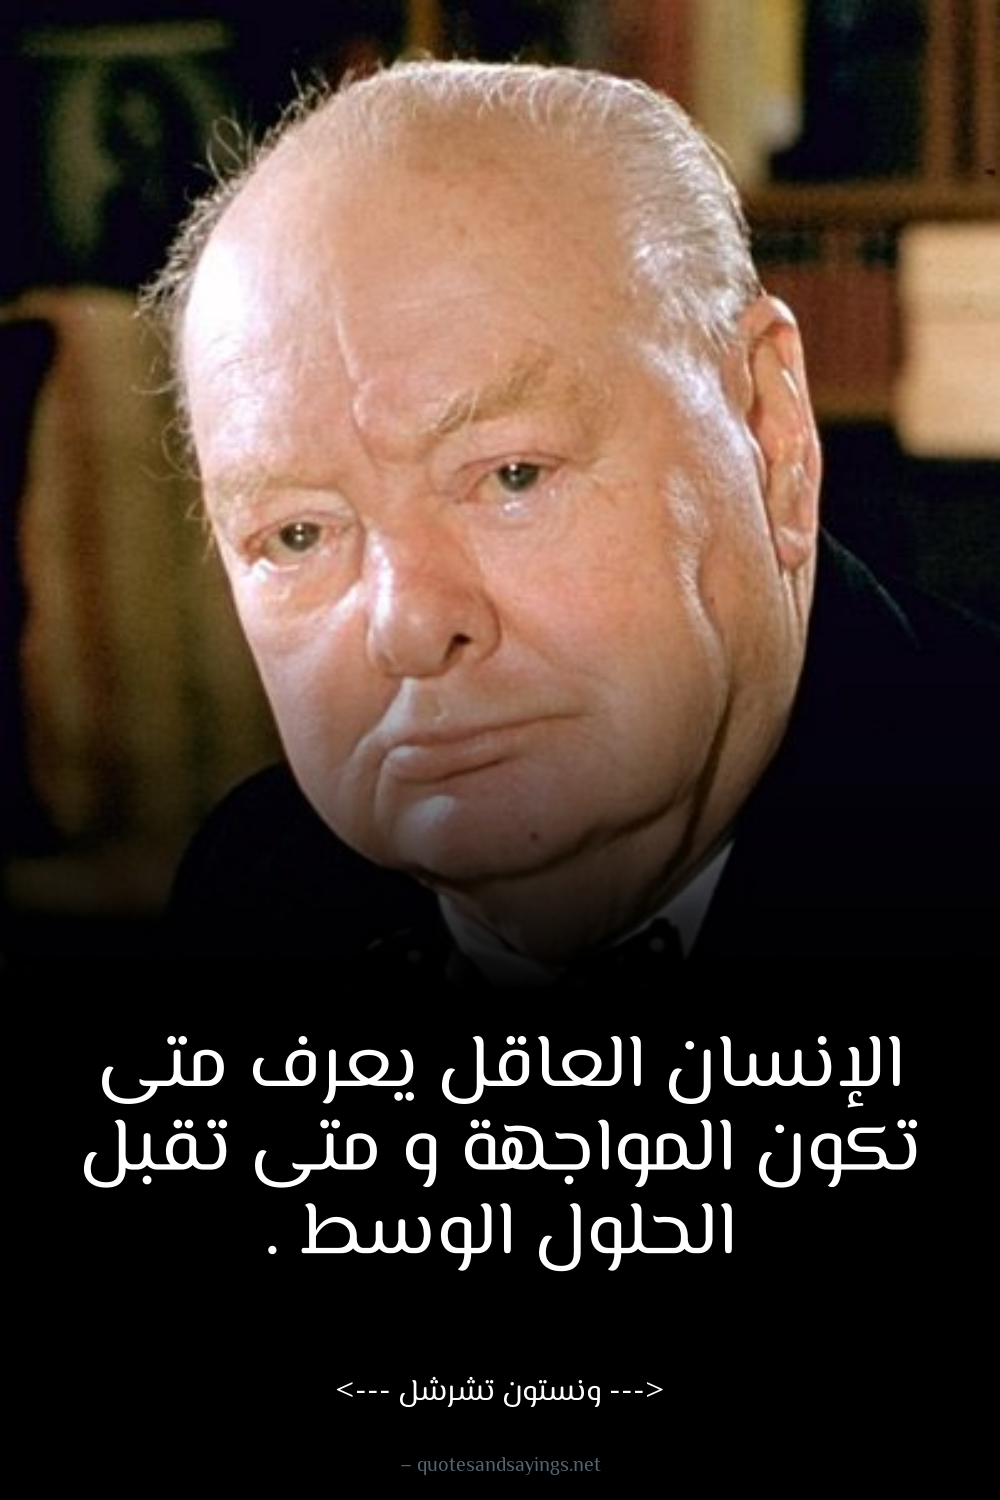 الإنسان العاقل يعرف متى
تكون المواجهة و متى تقبل
الحلول الوسط .
<--- ونستون تشرشل --->
– quotesandsayings.net